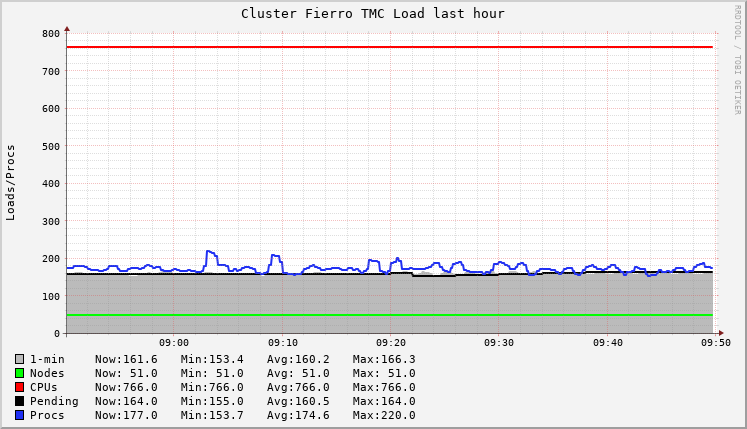 Cluster Fierro TMC Load last hour
RRDTOOL / TOBI OETIKER
Loads/Procs
800
700
600
500
400
300
200
100
0
09:00 09:10 09:20 09:30 09:40 09:50
1-min Now:161.6 Min:153.4 Avg:160.2 Max:166.3
Nodes Now: 51.0 Min: 51.0 Avg: 51.0 Max: 51.0
CPUs Now:766.0 Min:766.0 Avg:766.0 Max:766.0
Pending Now:164.0 Min:155.0 Avg:160.5 Max:164.0
Procs Now:177.0 Min:153.7 Avg:174.6 Max:220.0